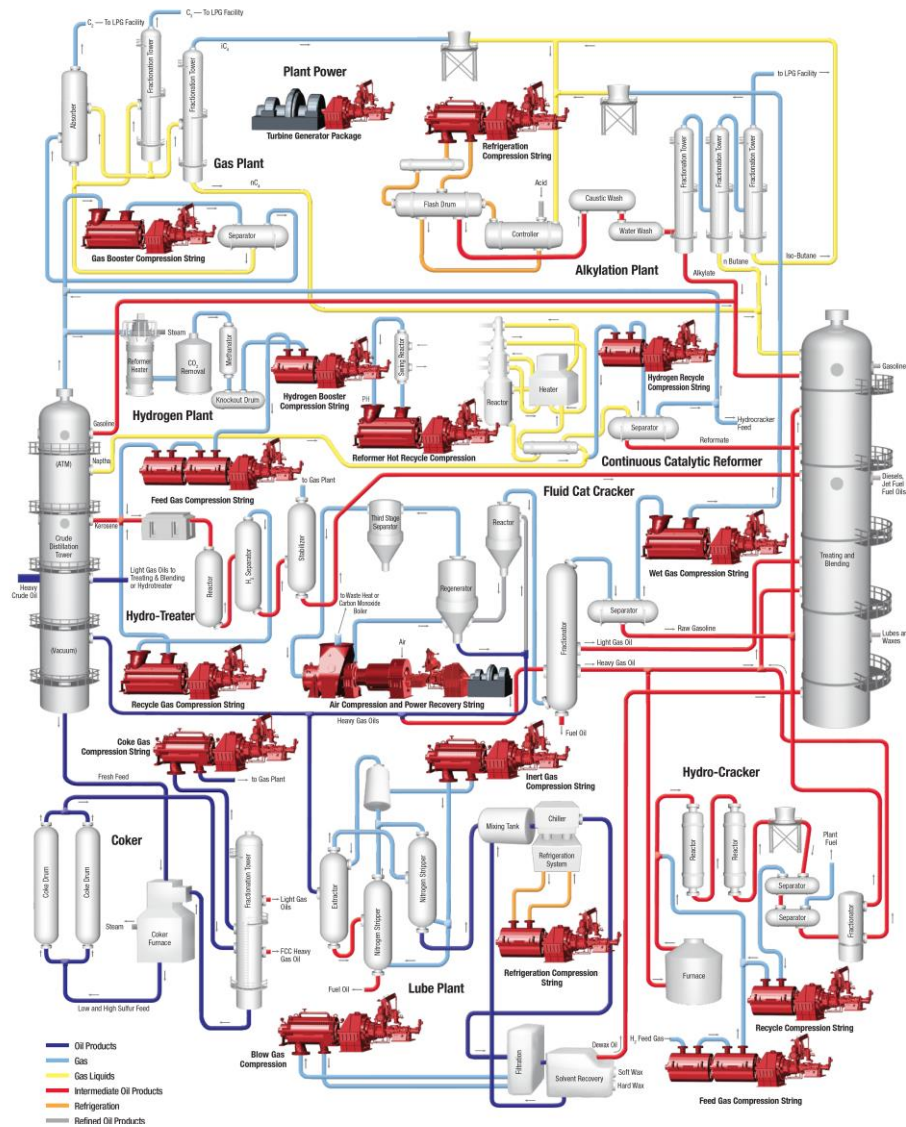 C₃ — To LPG Facility
C₃ — To LPG Facility
iC₄
Absorber
Fractionation Tower
Fractionation Tower
Plant Power
Turbine Generator Package
Gas Plant
nC₄
Gas Booster Compression String
Separator
Refrigeration
Compression String
Flash Drum
Acid
Controller
Caustic Wash
Water Wash
Alkylation Plant
to LPG Facility
Fractionation Tower
Fractionation Tower
Fractionation Tower
Iso-Butane
n Butane
Alkylate
Steam
Reformer
Heater
CO₂
Removal
Methanator
Knockout Drum
Hydrogen Plant
Hydrogen Booster
Compression String
Swing Reactor
PH
Reformer Hot Recycle Compression
Reactor
Heater
Hydrogen Recycle
Compression String
Separator
Hydrocracker
Feed
Reformate
Continuous Catalytic Reformer
Gasoline
(ATM)
Naptha
Kerosene
Crude
Distillation
Tower
Heavy
Crude Oil
(Vacuum)
Feed Gas Compression String
Light Gas Oils to
Treating & Blending
or Hydrotreater
Hydro-Treater
Reactor
H₂ Separator
Stabilizer
to Gas Plant
Recycle Gas Compression String
Fluid Cat Cracker
Third Stage
Separator
Reactor
Regenerator
to Waste Heat or
Carbon Monoxide
Boiler
Air
Air Compression and Power Recovery String
Heavy Gas Oils
Fractionator
Separator
Raw Gasoline
Light Gas Oil
Heavy Gas Oil
Fuel Oil
Wet Gas Compression String
Gasoline
Diesels,
Jet Fuel
Fuel Oils
Treating and
Blending
Lubes ar
Waxes
Coke Gas
Compression String
to Gas Plant
Fresh Feed
Coker
Coke Drum
Coke Drum
Steam
Coker
Furnace
Low and High Sulfur Feed
Fractionation Tower
Light Gas
Oils
FCC Heavy
Gas Oil
Inert Gas
Compression String
Extractor
Nitrogen Stripper
Nitrogen Stripper
Fuel Oil
Lube Plant
Mixing Tank
Chiller
Refrigeration
System
Refrigeration Compression
String
Blow Gas
Compression
Filtration
Solvent Recovery
Dewax Oil
Soft Wax
Hard Wax
Hydro-Cracker
Reactor
Reactor
Plant
Fuel
Separator
Separator
Fractionator
Furnace
Recycle Compression String
H₂ Feed Gas
Feed Gas Compression String
Oil Products
Gas
Gas Liquids
Intermediate Oil Products
Refrigeration
Refined Oil Products